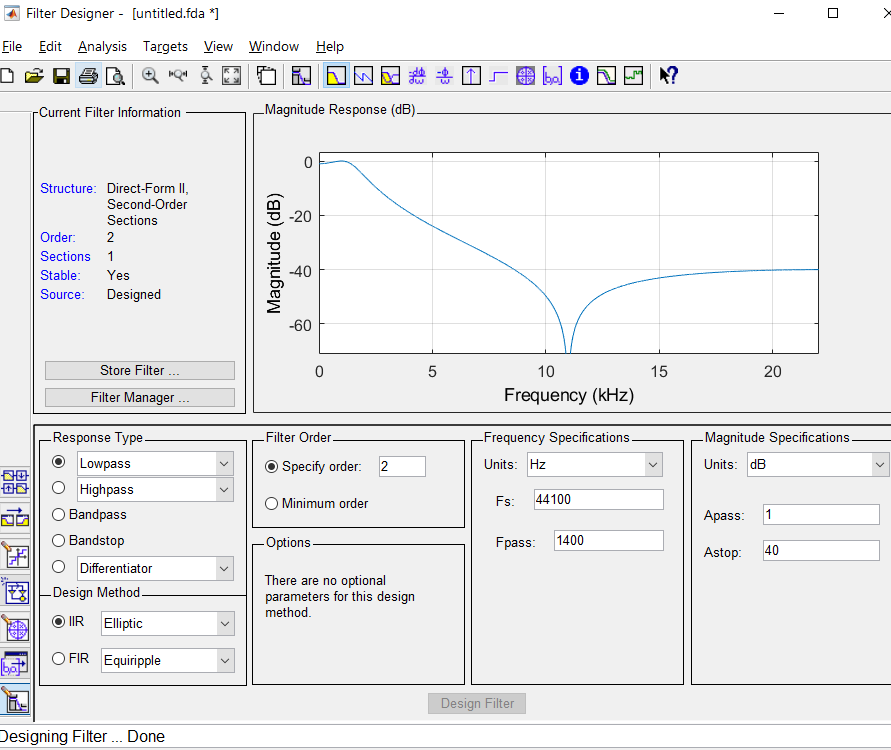 Filter Designer - [untitled.fda *]
File Edit Analysis Targets View Window Help
Current Filter Information
Structure: Direct-Form II,
Second-Order
Sections
Order: 2
Sections 1
Stable: Yes
Source: Designed
Store Filter ...
Filter Manager ...
Magnitude Response (dB)
Magnitude (dB)
0
-20
-40
-60
0 5 10 15 20
Frequency (kHz)
Response Type
Lowpass
Highpass
Bandpass
Bandstop
Differentiator
Design Method
IIR Elliptic
FIR Equiripple
Filter Order
Specify order: 2
Minimum order
Options
There are no optional
parameters for this design
method.
Frequency Specifications
Units: Hz
Fs: 44100
Fpass: 1400
Magnitude Specifications
Units: dB
Apass: 1
Astop: 40
Design Filter
Designing Filter ... Done